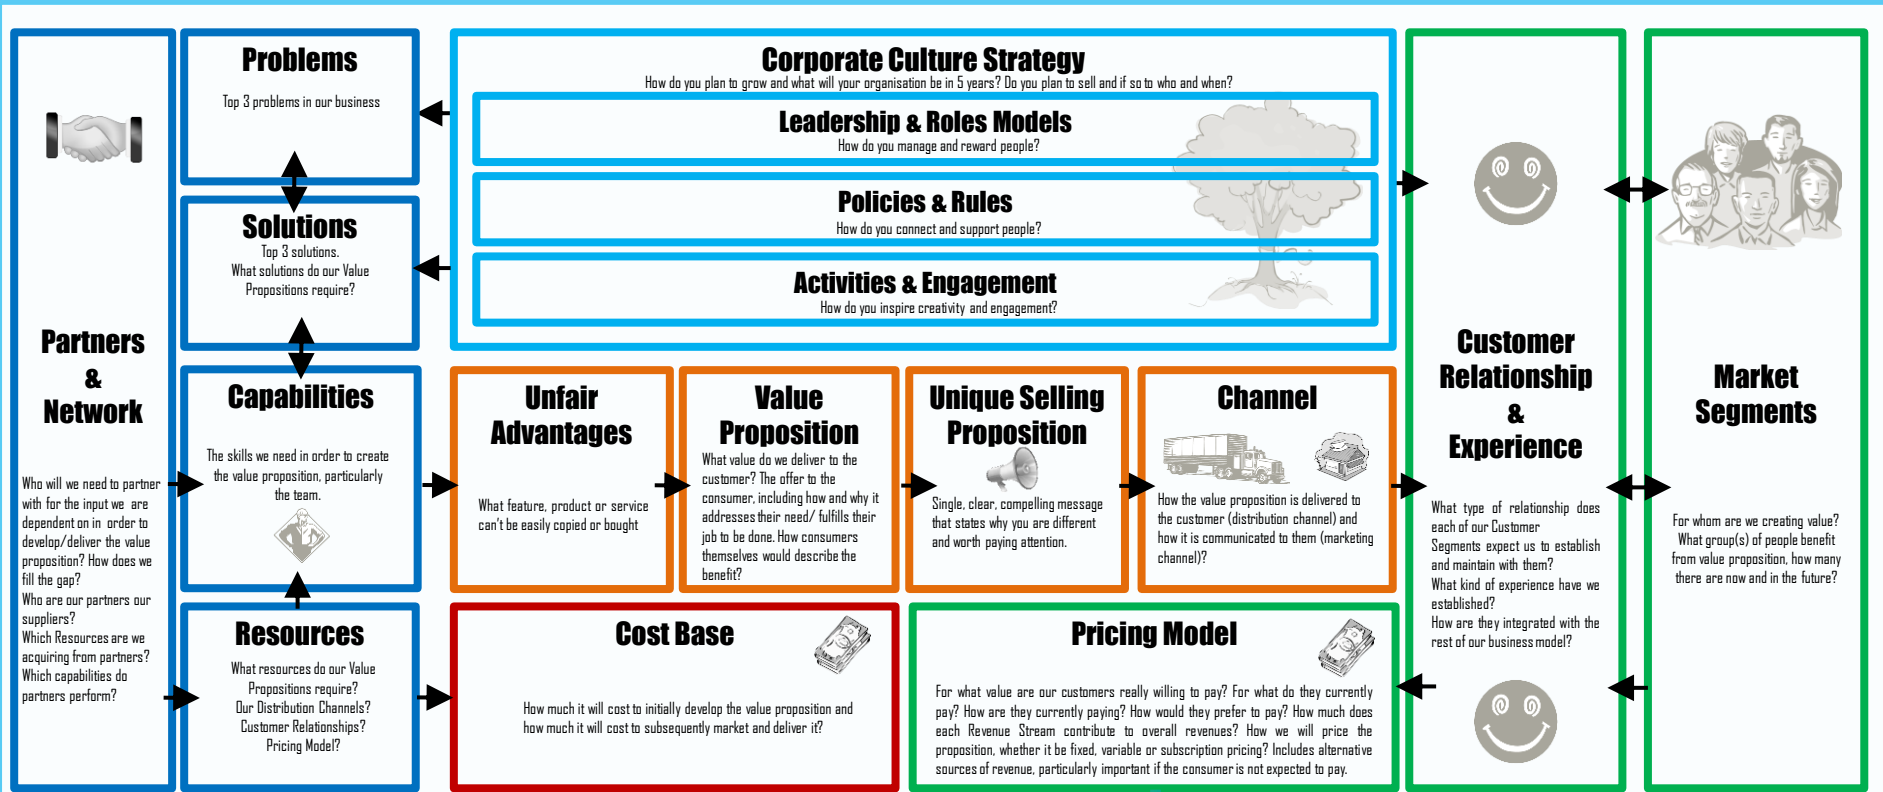 Partners
&
Network
Who will we need to partner
with for the input we are
dependent on in order to
develop/deliver the value
proposition? How does we
fill the gap?
Who are our partners our
suppliers?
Which Resources are we
acquiring from partners?
Which capabilities do
partners perform?
Problems
Top 3 problems in our business
Solutions
Top 3 solutions.
What solutions do our Value
Propositions require?
Capabilities
The skills we need in order to create
the value proposition, particularly
the team.
Resources
What resources do our Value
Propositions require?
Our Distribution Channels?
Customer Relationships?
Pricing Model?
Corporate Culture Strategy
How do you plan to grow and what will your organisation be in 5 years? Do you plan to sell and if so to who and when?
Leadership & Roles Models
How do you manage and reward people?
Policies & Rules
How do you connect and support people?
Activities & Engagement
How do you inspire creativity and engagement?
Unfair
Advantages
What feature, product or service
can't be easily copied or bought
Value
Proposition
What value do we deliver to the
customer? The offer to the
consumer, including how and why it
addresses their need/ fulfills their
job to be done. How consumers
themselves would describe the
benefit?
Unique Selling
Proposition
Single, clear, compelling message
that states why you are different
and worth paying attention.
Channel
How the value proposition is delivered to
the customer (distribution channel) and
how it is communicated to them (marketing
channel)?
Cost Base
How much it will cost to initially develop the value proposition and
how much it will cost to subsequently market and deliver it?
Pricing Model
For what value are our customers really willing to pay? For what do they currently
pay? How are they currently paying? How would they prefer to pay? How much does
each Revenue Stream contribute to overall revenues? How we will price the
proposition, whether it be fixed, variable or subscription pricing? Includes alternative
sources of revenue, particularly important if the consumer is not expected to pay.
Customer
Relationship
&
Experience
What type of relationship does
each of our Customer
Segments expect us to establish
and maintain with them?
What kind of experience have we
established?
How are they integrated with the
rest of our business model?
Market
Segments
For whom are we creating value?
What group(s) of people benefit
from value proposition, how many
there are now and in the future?